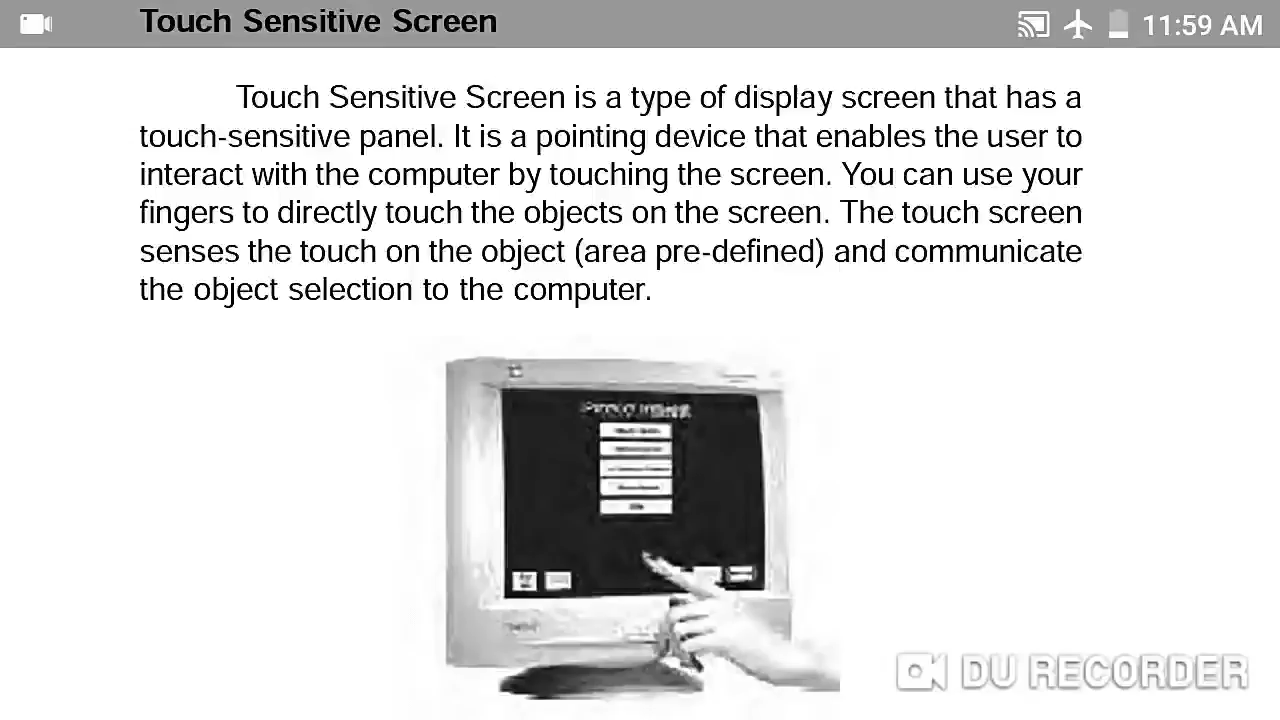 Touch Sensitive Screen
11:59 AM
Touch Sensitive Screen is a type of display screen that has a
touch-sensitive panel. It is a pointing device that enables the user to
interact with the computer by touching the screen. You can use your
fingers to directly touch the objects on the screen. The touch screen
senses the touch on the object (area pre-defined) and communicate
the object selection to the computer.
DU RECORDER